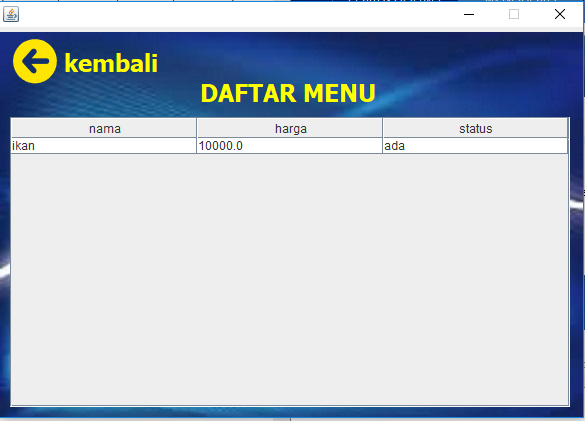 kembali
DAFTAR MENU
nama harga status
ikan 10000.0 ada